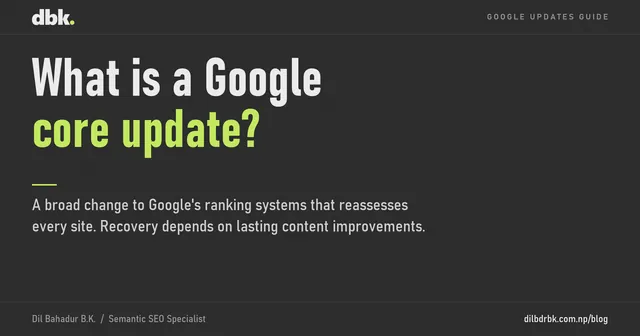 dbk.
GOOGLE UPDATES GUIDE
What is a Google
core update?
A broad change to Google's ranking systems that reassesses
every site. Recovery depends on lasting content improvements.
Dil Bahadur B.K. / Semantic SEO Specialist
dilbdrbk.com.np/blog